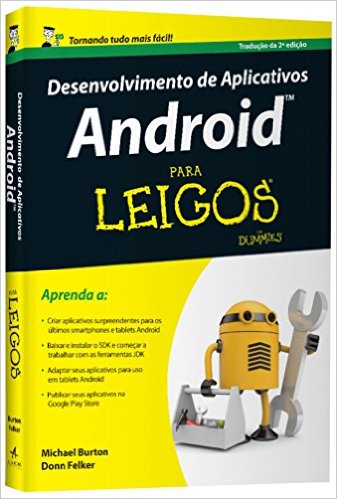 Tornando tudo mais fácil!
Tradução da 2ª edição
Desenvolvimento de Aplicativos
Android™
PARA
LEIGOS®
DUMMIES
Aprenda a:
• Criar aplicativos surpreendentes para os
últimos smartphones e tablets Android
• Baixar e instalar o SDK e começar a
trabalhar com as ferramentas JDK
• Adaptar seus aplicativos para uso
em tablets Android
• Publicar seus aplicativos na
Google Play Store
Michael Burton
Donn Felker
Desenvolvimento de Aplicativos
Android™
PARA
LEIGOS
Burton
Felker